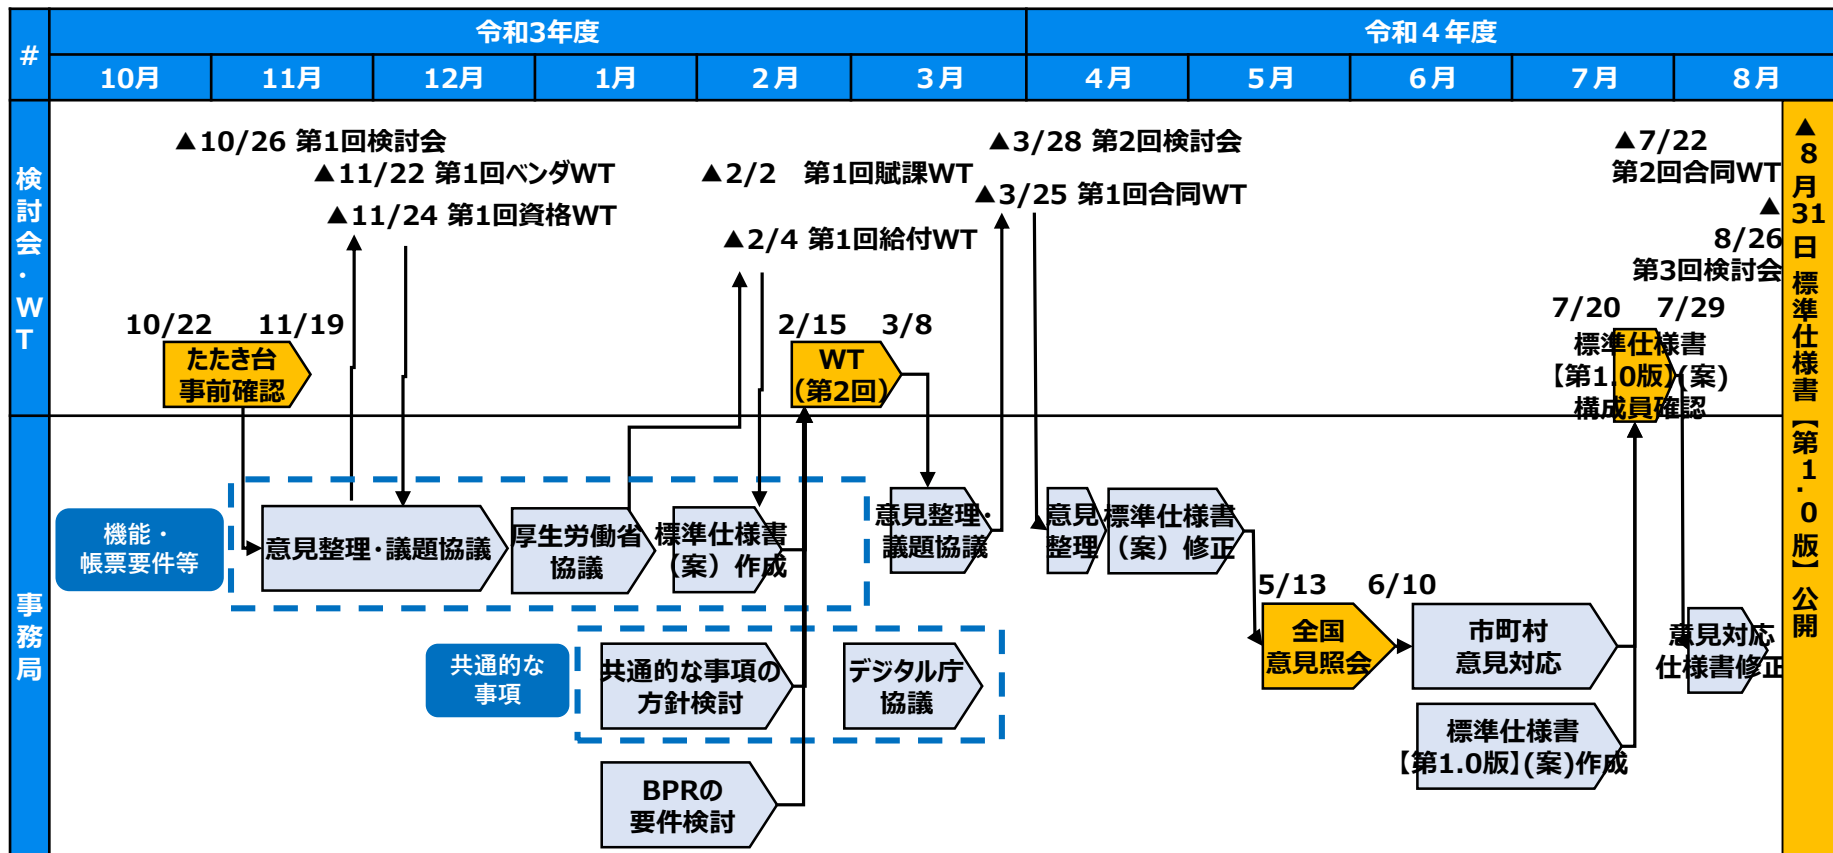 #
令和3年度
令和４年度
10月
11月
12月
1月
２月
３月
４月
５月
６月
７月
８月
検討会・WT
▲10/26 第1回検討会
▲11/22 第1回ベンダWT
▲11/24 第1回資格WT
▲2/2 第1回賦課WT
▲2/4 第1回給付WT
▲3/28 第2回検討会
▲3/25 第1回合同WT
▲7/22
第2回合同WT
▲
8/26
第3回検討会
10/22
11/19
たたき台
事前確認
2/15
3/8
WT
（第2回）
7/20
7/29
標準仕様書
【第1.0版】(案)
構成員確認
▲８月31日 標準仕様書【第１.０版】公開
事務局
機能・
帳票要件等
意見整理・議題協議
厚生労働省
協議
標準仕様書
（案）作成
意見整理・
議題協議
意見
整理
標準仕様書
（案）修正
5/13
6/10
全国
意見照会
市町村
意見対応
意見対応
仕様書修正
共通的な
事項
共通的な事項の
方針検討
デジタル庁
協議
標準仕様書
【第1.0版】(案)作成
BPRの
要件検討